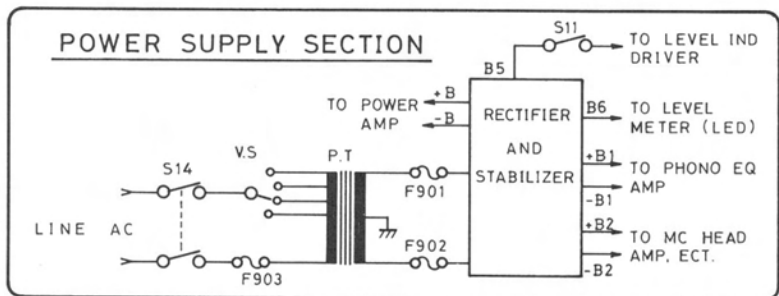 POWER SUPPLY SECTION
S11
TO LEVEL IND
DRIVER
B5
+B
TO POWER
AMP
-B
RECTIFIER
AND
STABILIZER
B6
TO LEVEL
METER (LED)
+B1
TO PHONO EQ
AMP
-B1
+B2
TO MC HEAD
AMP, ECT.
-B2
V.S
P.T
S14
F901
LINE AC
F902
F903